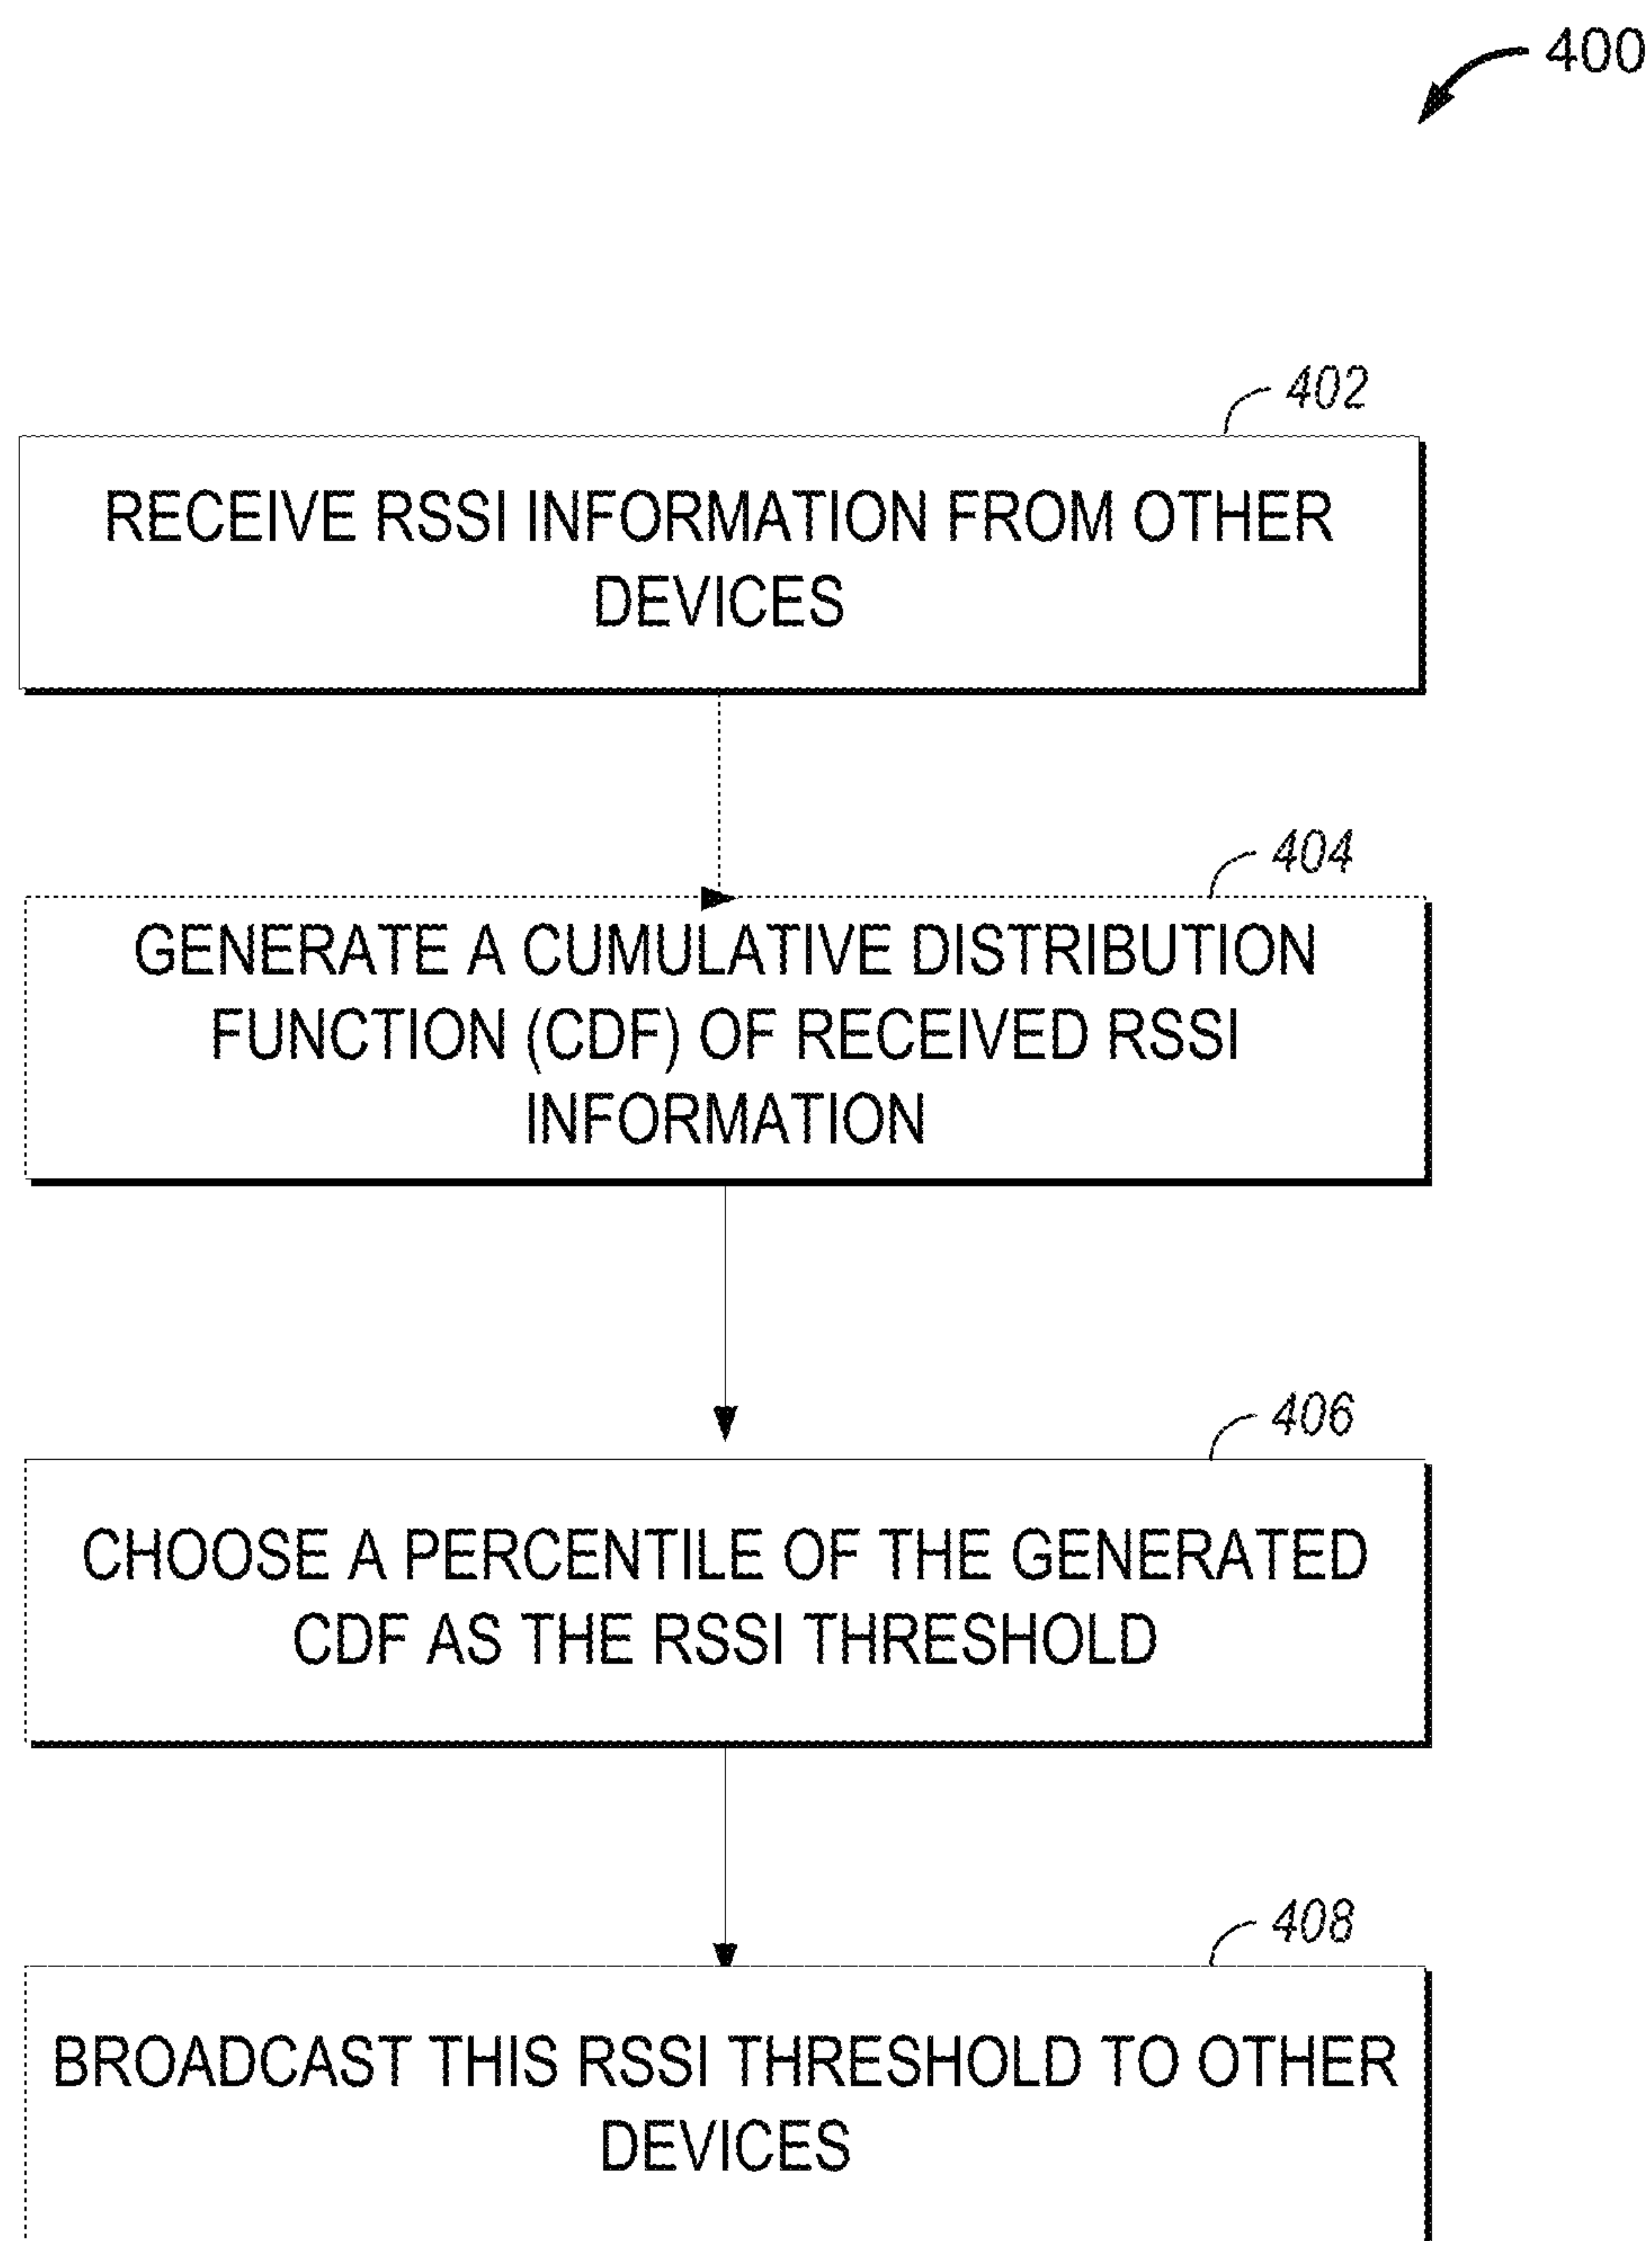 400
402
RECEIVE RSSI INFORMATION FROM OTHER
DEVICES
404
GENERATE A CUMULATIVE DISTRIBUTION
FUNCTION (CDF) OF RECEIVED RSSI
INFORMATION
406
CHOOSE A PERCENTILE OF THE GENERATED
CDF AS THE RSSI THRESHOLD
408
BROADCAST THIS RSSI THRESHOLD TO OTHER
DEVICES